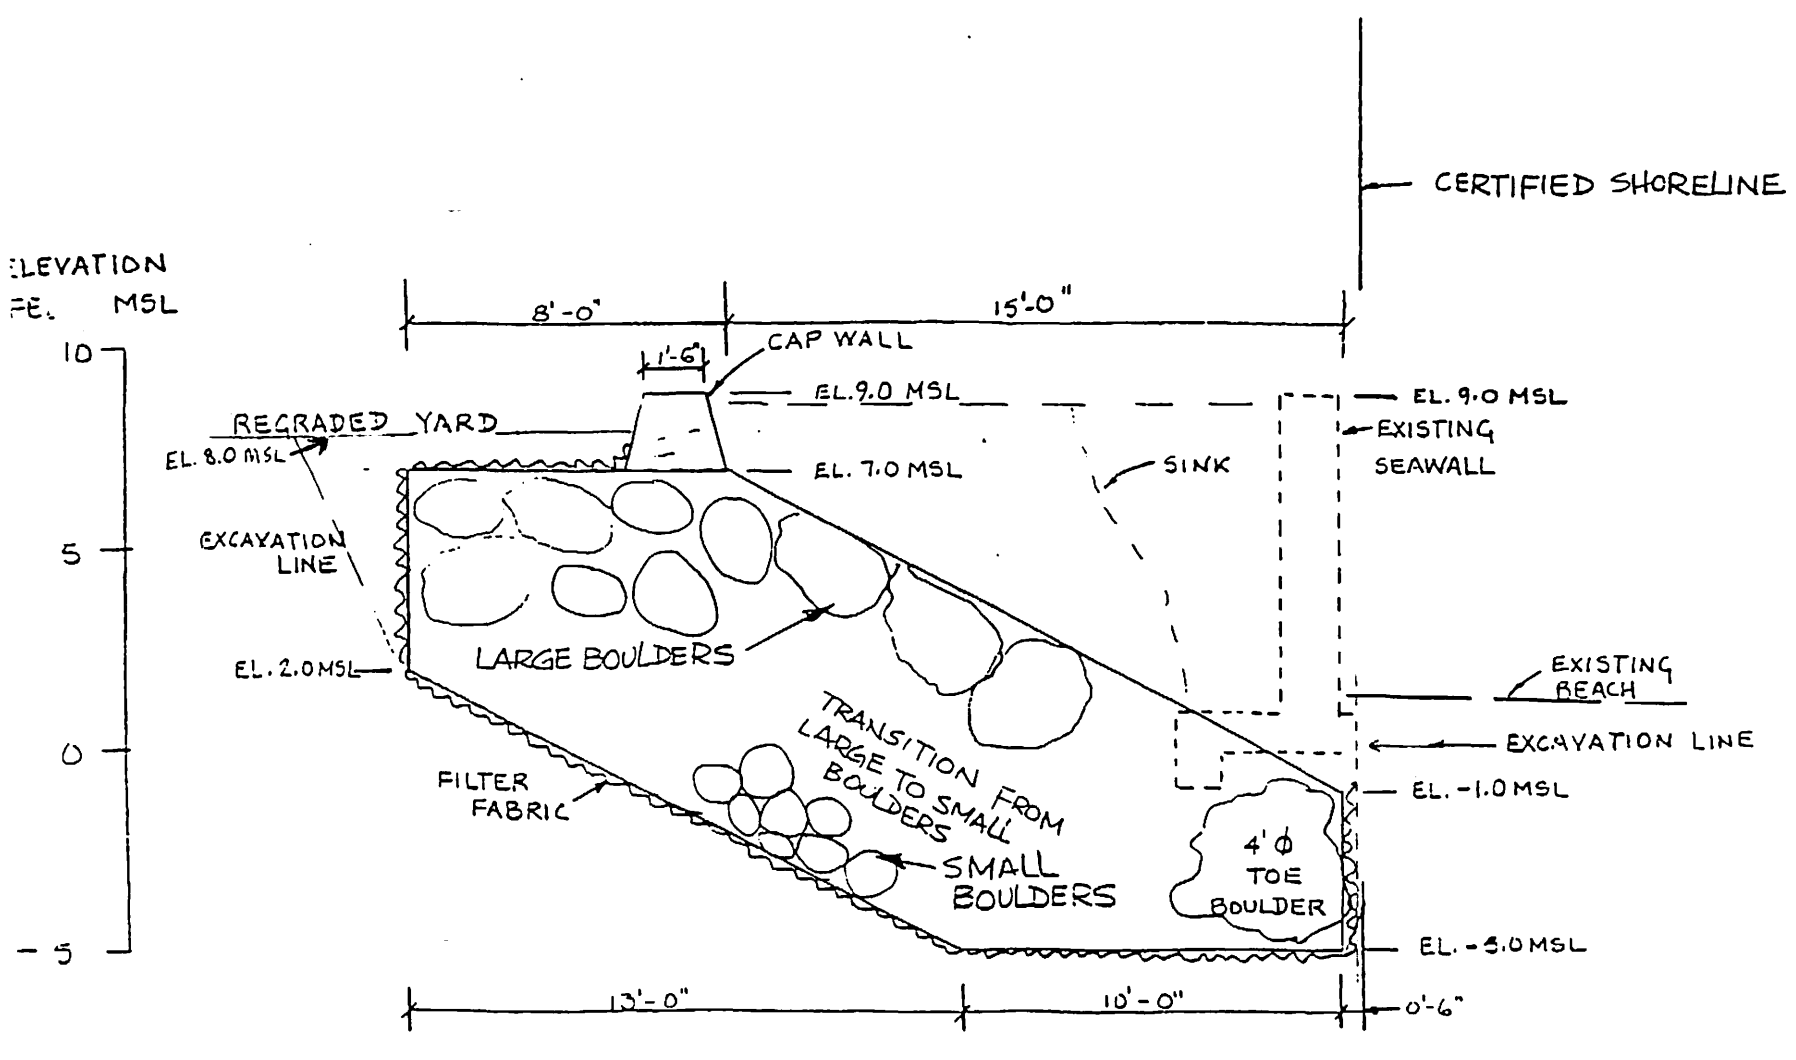 CERTIFIED SHORELINE
LEVATION
MSL
8'-0"
15'-0"
1'-6"
CAP WALL
10
5
0
- 5
EL. 9.0 MSL
EL. 9.0 MSL
REGRADED YARD
EL. 8.0 MSL
EXISTING
SEAWALL
EL. 7.0 MSL
SINK
EXCAVATION
LINE
LARGE BOULDERS
EL. 2.0 MSL
EXISTING
BEACH
TRANSITION FROM
LARGE TO SMALL
BOULDERS
EXCAVATION LINE
FILTER
FABRIC
EL. -1.0 MSL
4' Ø
TOE
BOULDER
SMALL
BOULDERS
EL. -5.0 MSL
13'-0"
10'-0"
0'-6"